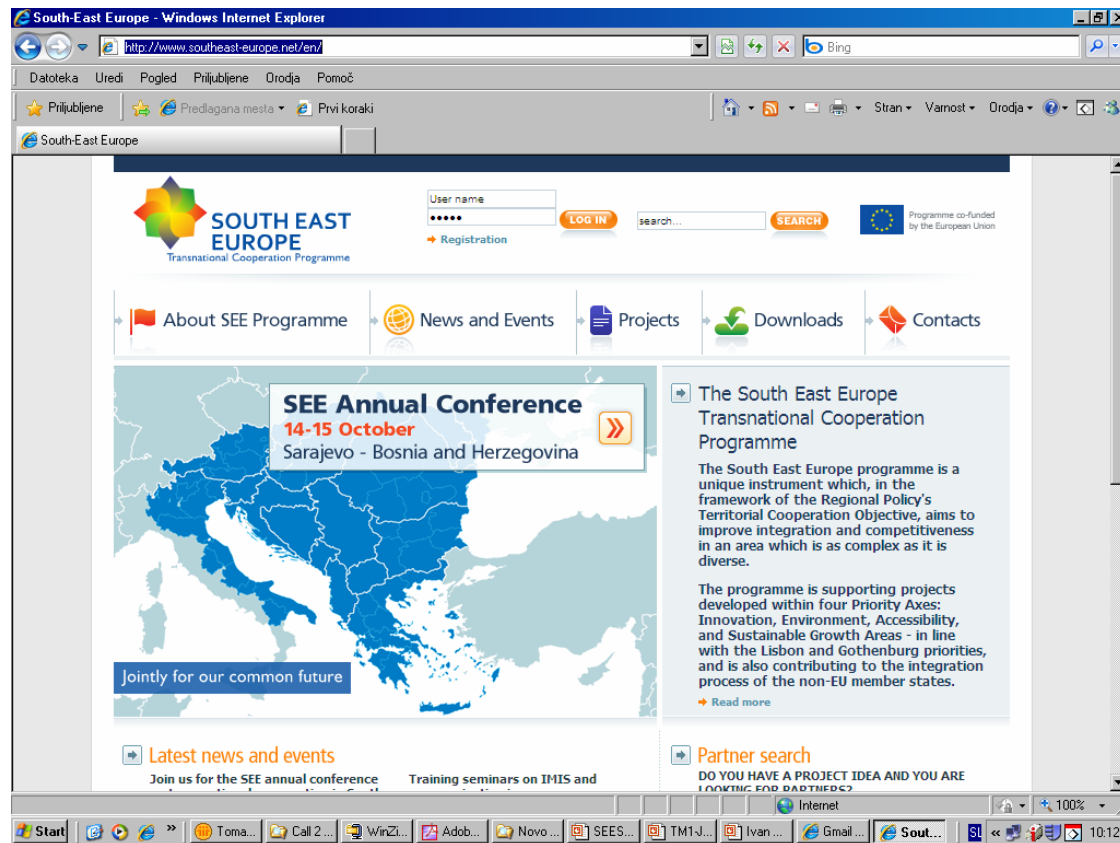 South-East Europe - Windows Internet Explorer
http://www.southeast-europe.net/en/
Bing
Datoteka Uredi Pogled Priljubljene Orodja Pomoč
Priljubljene Predlagana mesta Prvi koraki Stran Varnost Orodja
South-East Europe
SOUTH EAST
EUROPE
Transnational Cooperation Programme
User name
LOG IN
Registration
search...
SEARCH
Programme co-funded
by the European Union
About SEE Programme News and Events Projects Downloads Contacts
SEE Annual Conference
14-15 October
Sarajevo - Bosnia and Herzegovina
Jointly for our common future
The South East Europe
Transnational Cooperation
Programme
The South East Europe programme is a
unique instrument which, in the
framework of the Regional Policy's
Territorial Cooperation Objective, aims to
improve integration and competitiveness
in an area which is as complex as it is
diverse.
The programme is supporting projects
developed within four Priority Axes:
Innovation, Environment, Accessibility,
and Sustainable Growth Areas - in line
with the Lisbon and Gothenburg priorities,
and is also contributing to the integration
process of the non-EU member states.
Read more
Latest news and events
Join us for the SEE annual conference
Training seminars on IMIS and
Partner search
DO YOU HAVE A PROJECT IDEA AND YOU ARE
LOOKING FOR PARTNERS?
Internet 100%
Start » Toma... Call 2 ... WinZi... Adob... Novo ... SEES... TM1-J... Ivan ... Gmail ... Sout... SL « 10:12